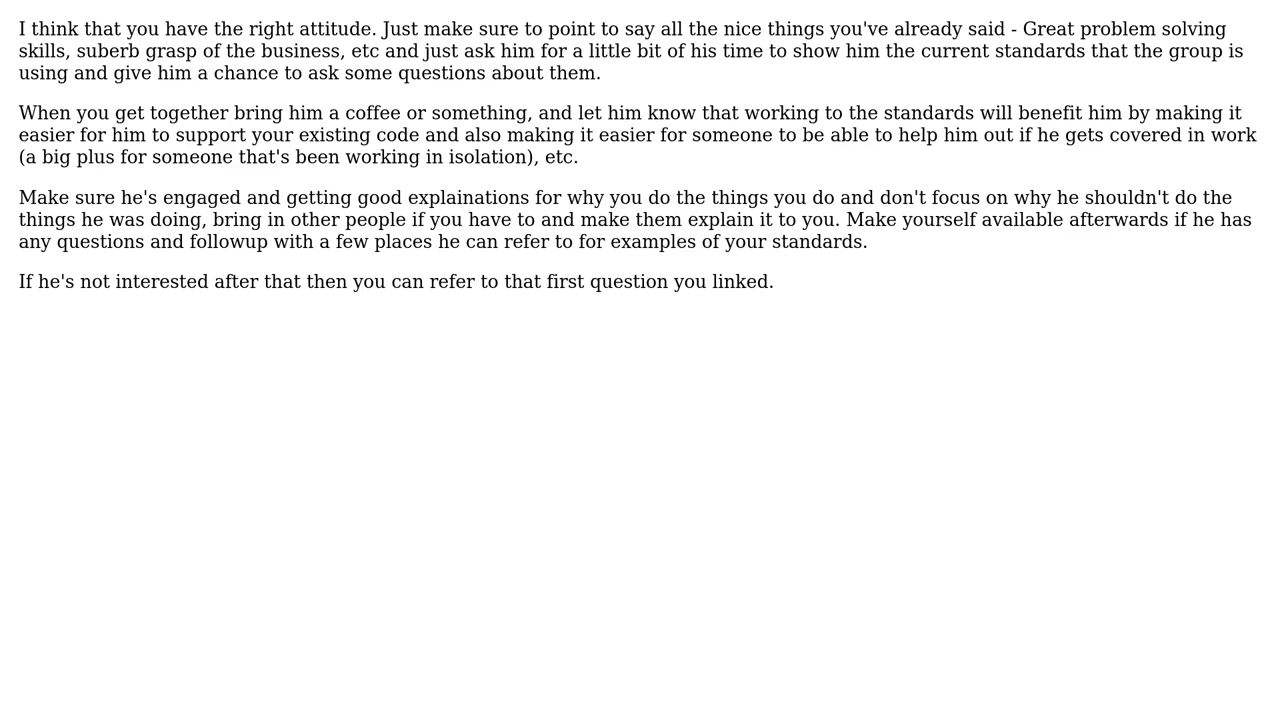 I think that you have the right attitude. Just make sure to point to say all the nice things you've already said - Great problem solving
skills, suberb grasp of the business, etc and just ask him for a little bit of his time to show him the current standards that the group is
using and give him a chance to ask some questions about them.
When you get together bring him a coffee or something, and let him know that working to the standards will benefit him by making it
easier for him to support your existing code and also making it easier for someone to be able to help him out if he gets covered in work
(a big plus for someone that's been working in isolation), etc.
Make sure he's engaged and getting good explainations for why you do the things you do and don't focus on why he shouldn't do the
things he was doing, bring in other people if you have to and make them explain it to you. Make yourself available afterwards if he has
any questions and followup with a few places he can refer to for examples of your standards.
If he's not interested after that then you can refer to that first question you linked.